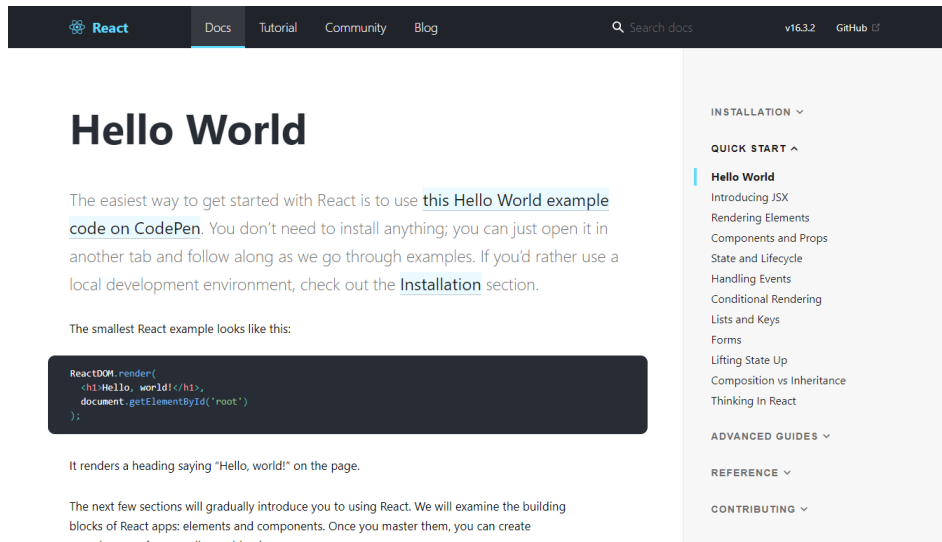 React
Docs
Tutorial
Community
Blog
Search docs
v16.3.2
GitHub
Hello World
The easiest way to get started with React is to use this Hello World example
code on CodePen. You don’t need to install anything; you can just open it in
another tab and follow along as we go through examples. If you’d rather use a
local development environment, check out the Installation section.
The smallest React example looks like this:
ReactDOM.render(
  <h1>Hello, world!</h1>,
  document.getElementById('root')
);
It renders a heading saying “Hello, world!” on the page.
The next few sections will gradually introduce you to using React. We will examine the building
blocks of React apps: elements and components. Once you master them, you can create
INSTALLATION
QUICK START
Hello World
Introducing JSX
Rendering Elements
Components and Props
State and Lifecycle
Handling Events
Conditional Rendering
Lists and Keys
Forms
Lifting State Up
Composition vs Inheritance
Thinking In React
ADVANCED GUIDES
REFERENCE
CONTRIBUTING